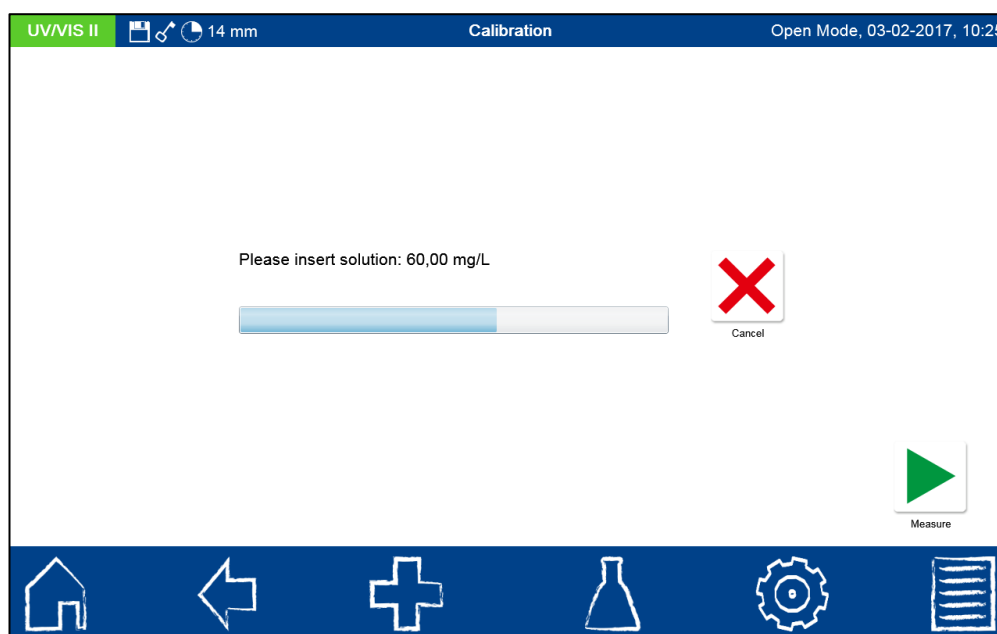 UV/VIS II 14 mm Calibration Open Mode, 03-02-2017, 10:25
Please insert solution: 60,00 mg/L
Cancel
Measure